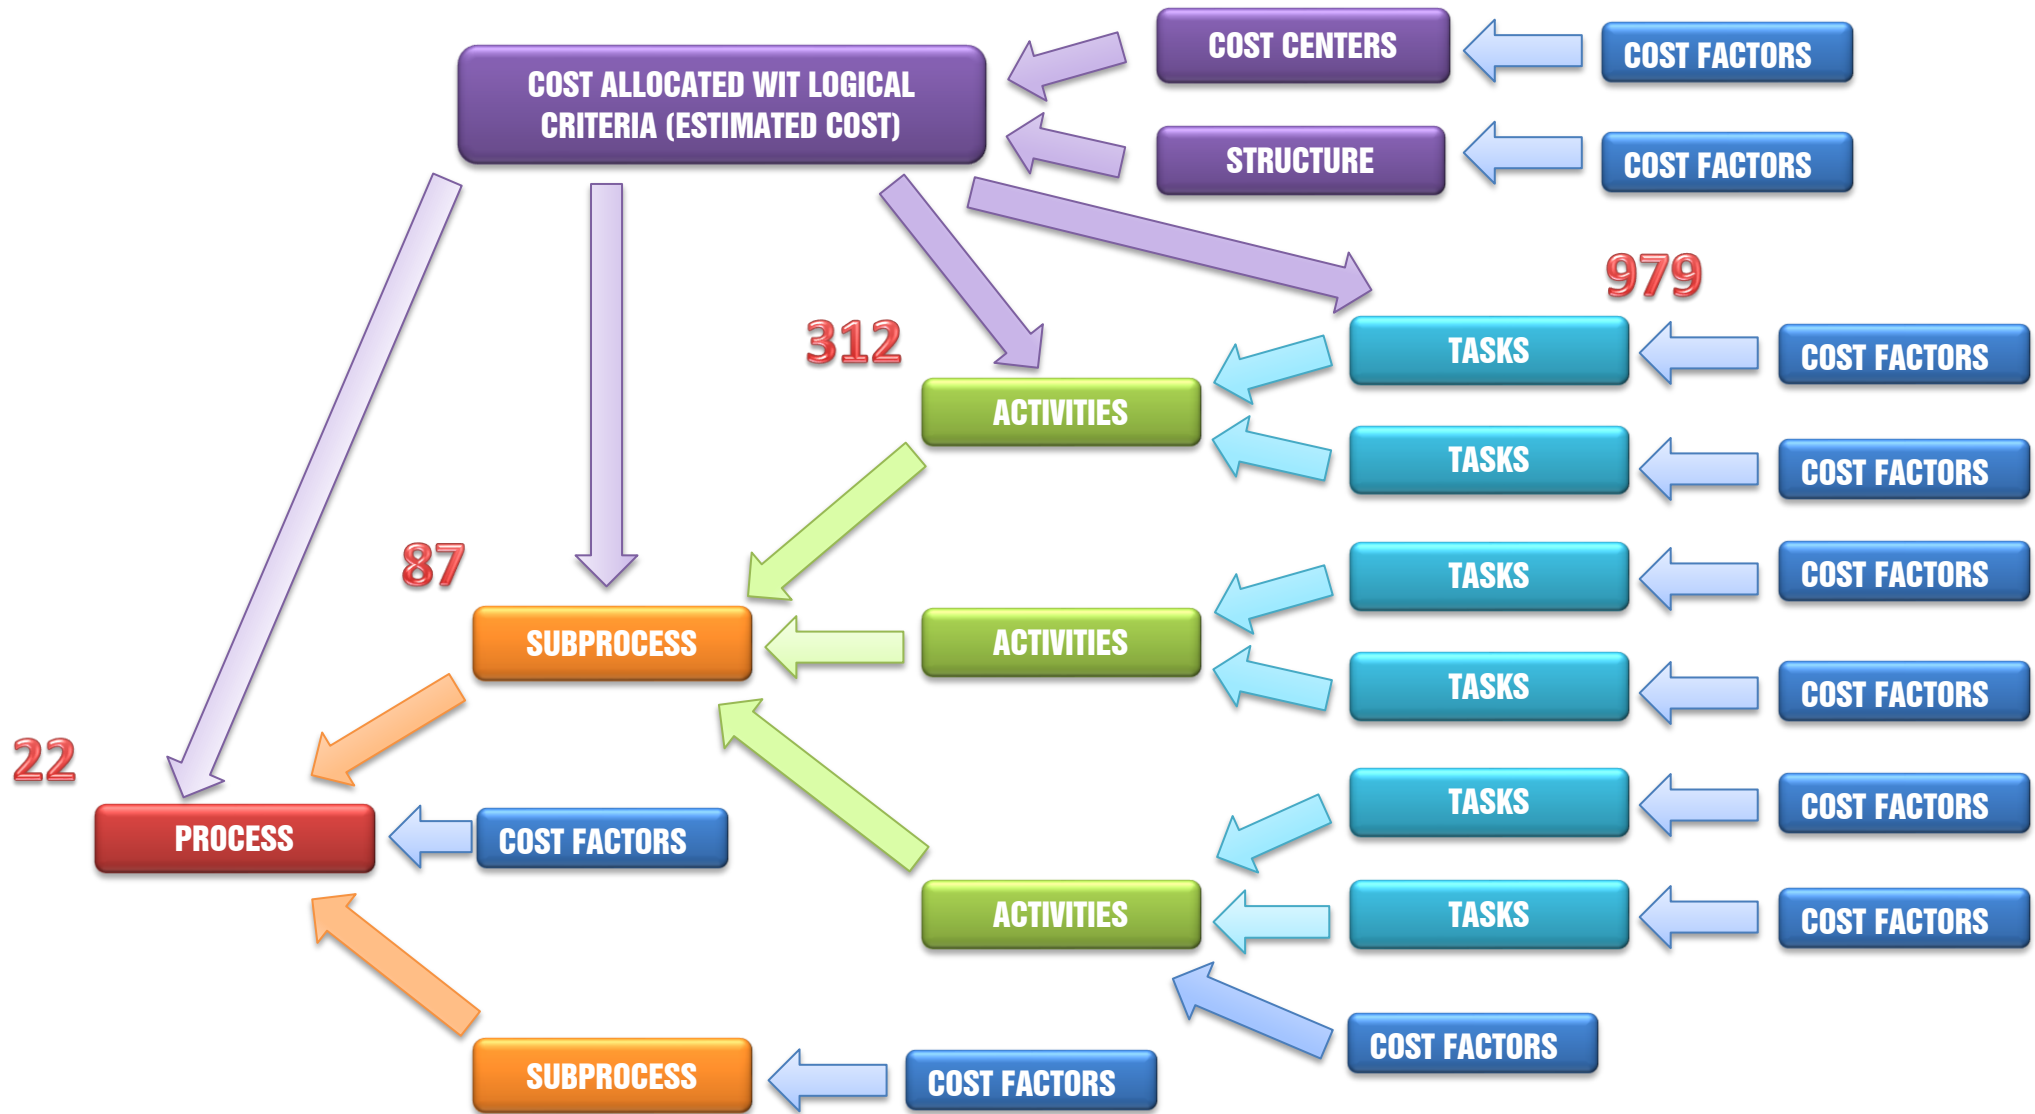 COST CENTERS
COST FACTORS
COST ALLOCATED WIT LOGICAL
CRITERIA (ESTIMATED COST)
STRUCTURE
COST FACTORS
979
312
TASKS
COST FACTORS
ACTIVITIES
TASKS
COST FACTORS
87
TASKS
COST FACTORS
SUBPROCESS
ACTIVITIES
TASKS
COST FACTORS
22
TASKS
COST FACTORS
PROCESS
COST FACTORS
ACTIVITIES
TASKS
COST FACTORS
COST FACTORS
SUBPROCESS
COST FACTORS